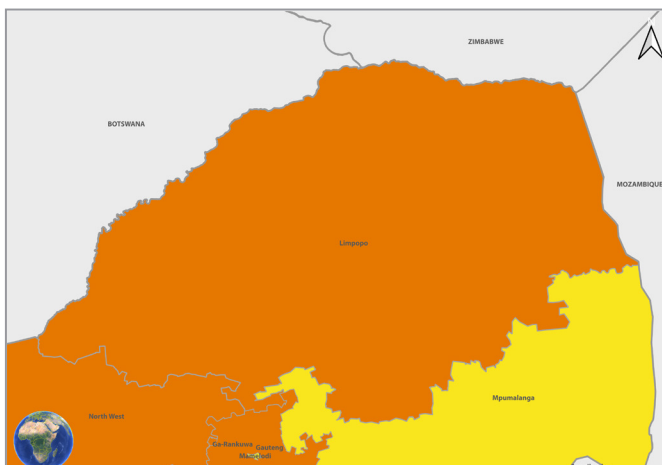 ZIMBABWE
BOTSWANA
MOZAMBIQUE
Limpopo
Mpumalanga
North West
Ga-Rankuwa
Gauteng
Mamelodi